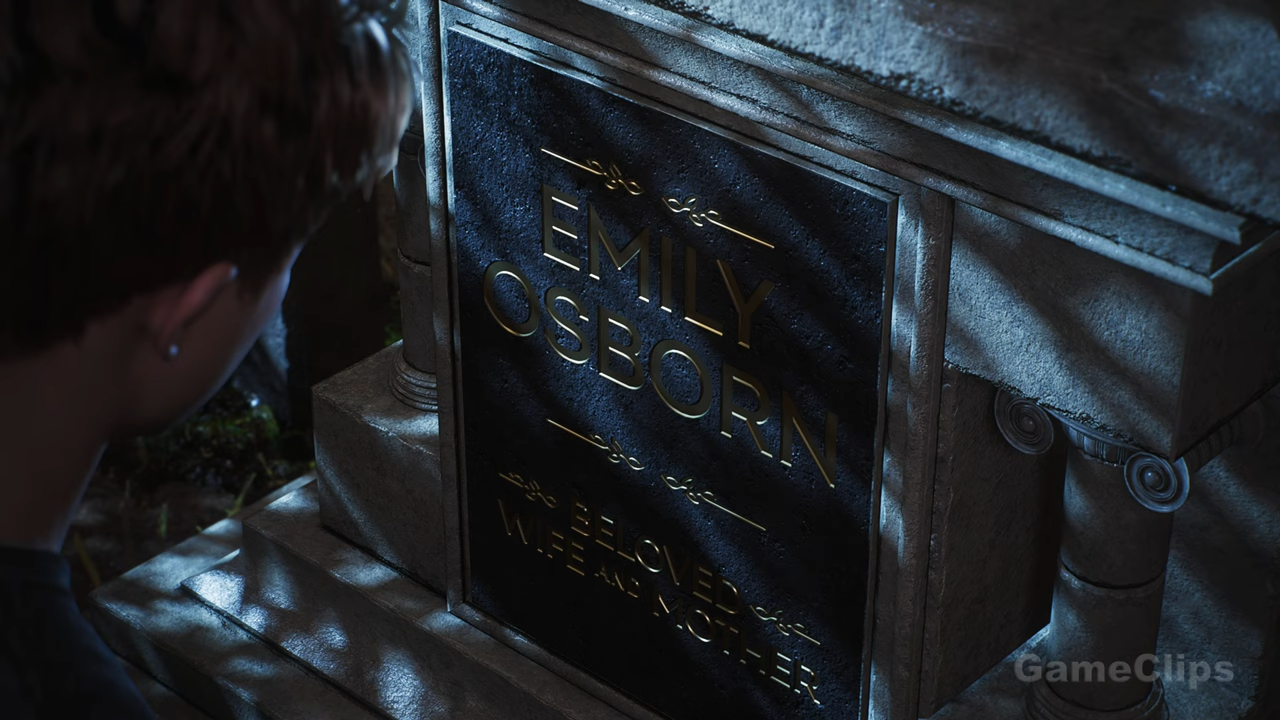 EMILY
OSBORN
BELOVED
WIFE AND MOTHER
GameClips